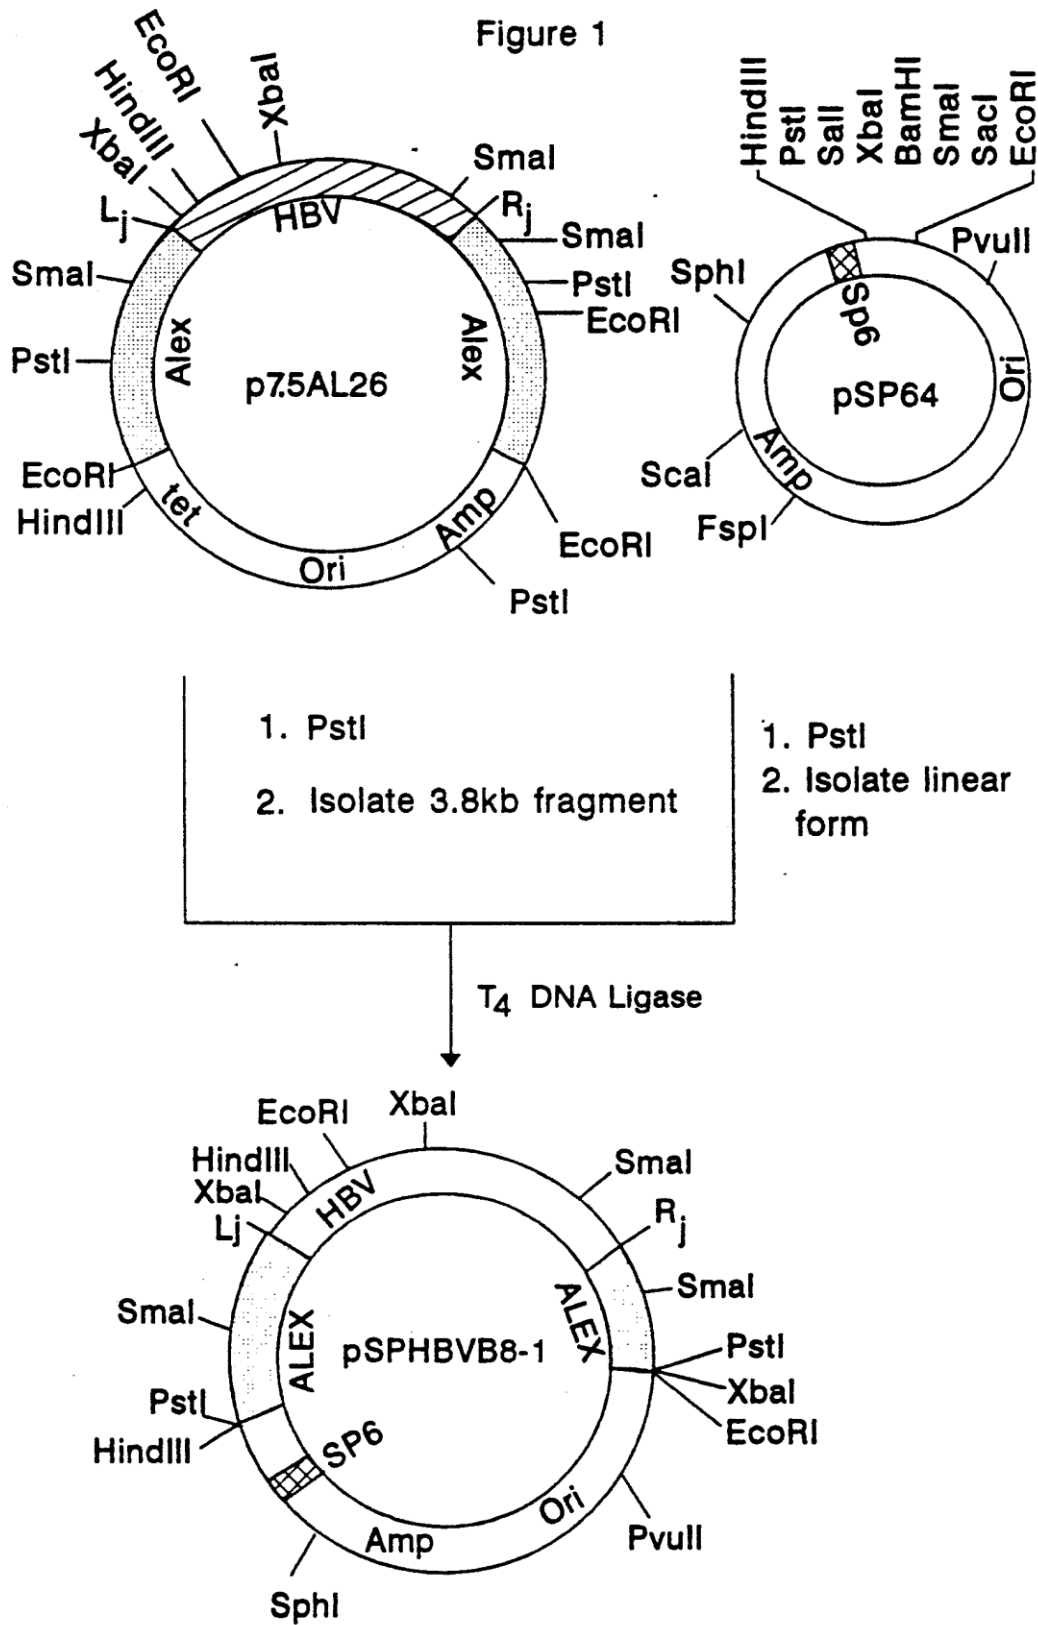 Figure 1
EcoRI
HindIII
XbaI
XbaI
Lj
SmaI
PstI
EcoRI
HindIII
SmaI
Rj
SmaI
PstI
EcoRI
EcoRI
PstI
HBV
Alex
Alex
p7.5AL26
tet
Ori
Amp
HindIII
PstI
SalI
XbaI
BamHI
SmaI
SacI
EcoRI
PvuII
SphI
Sp6
Ori
pSP64
ScaI
Amp
FspI
1. PstI
2. Isolate 3.8kb fragment
1. PstI
2. Isolate linear
form
T4 DNA Ligase
EcoRI
XbaI
HindIII
XbaI
Lj
HBV
SmaI
Rj
SmaI
SmaI
ALEX
pSPHBVB8-1
ALEX
PstI
XbaI
EcoRI
PstI
HindIII
SP6
Ori
Amp
PvuII
SphI